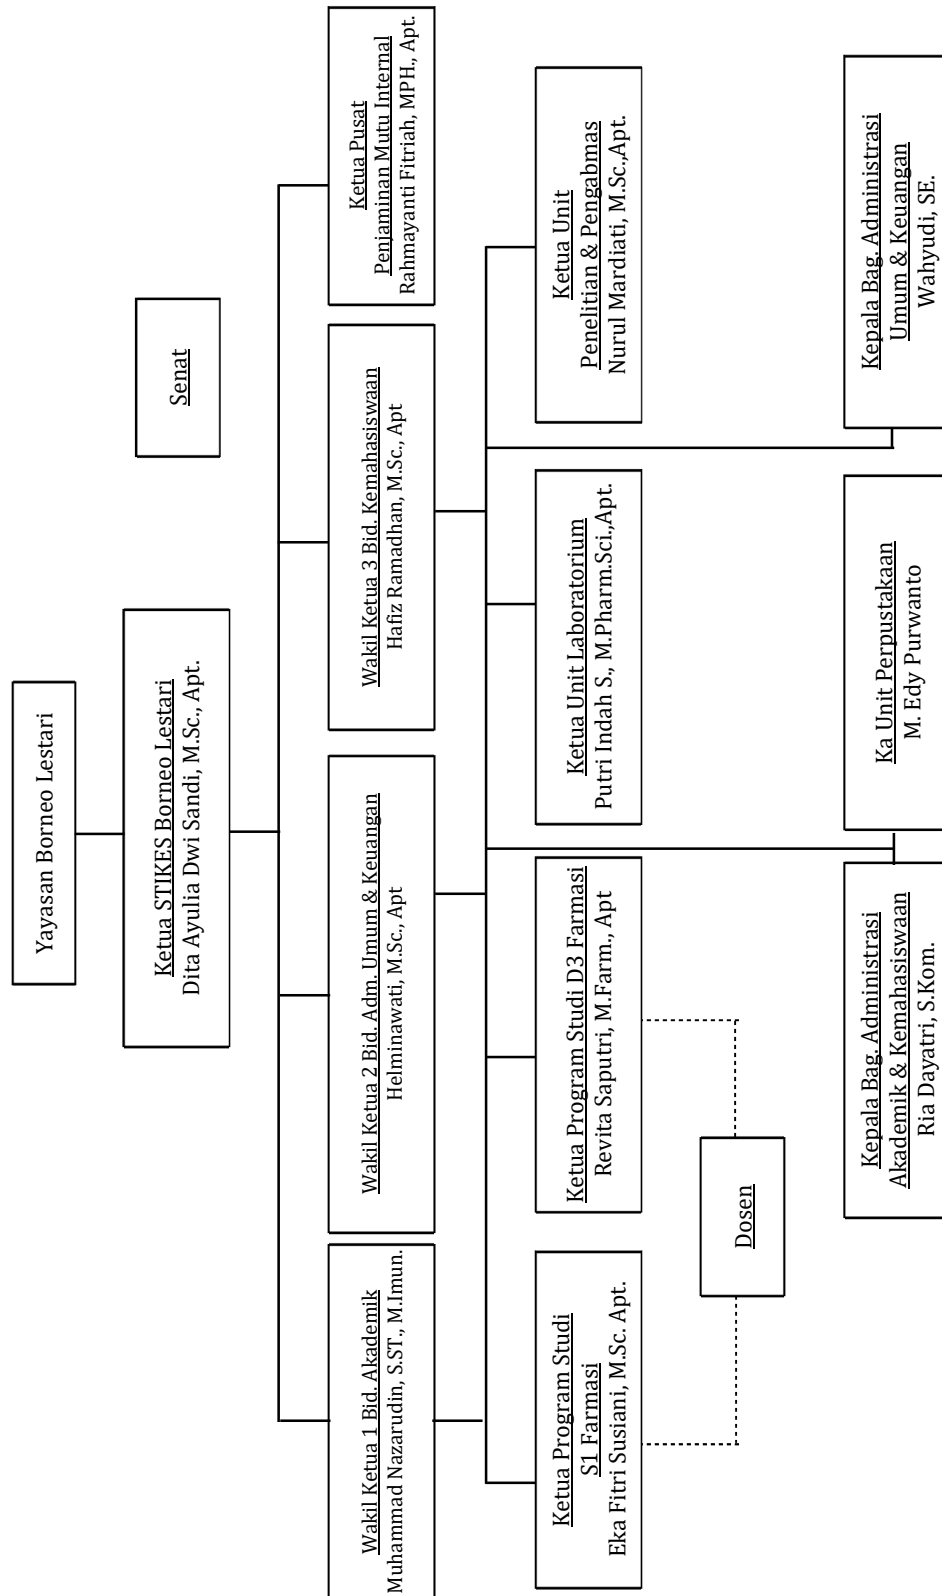 Yayasan Borneo Lestari
Ketua STIKES Borneo Lestari
Dita Ayulia Dwi Sandi, M.Sc., Apt.
Senat
Wakil Ketua 1 Bid. Akademik
Muhammad Nazarudin, S.ST., M.Imun.
Wakil Ketua 2 Bid. Adm. Umum & Keuangan
Helminawati, M.Sc., Apt
Wakil Ketua 3 Bid. Kemahasiswaan
Hafiz Ramadhan, M.Sc., Apt
Ketua Pusat
Penjaminan Mutu Internal
Rahmayanti Fitriah, MPH., Apt.
Ketua Program Studi
S1 Farmasi
Eka Fitri Susiani, M.Sc. Apt.
Ketua Program Studi D3 Farmasi
Revita Saputri, M.Farm., Apt
Ketua Unit Laboratorium
Putri Indah S., M.Pharm.Sci.,Apt.
Ketua Unit
Penelitian & Pengabmas
Nurul Mardiati, M.Sc.,Apt.
Dosen
Kepala Bag. Administrasi
Akademik & Kemahasiswaan
Ria Dayatri, S.Kom.
Ka Unit Perpustakaan
M. Edy Purwanto
Kepala Bag. Administrasi
Umum & Keuangan
Wahyudi, SE.